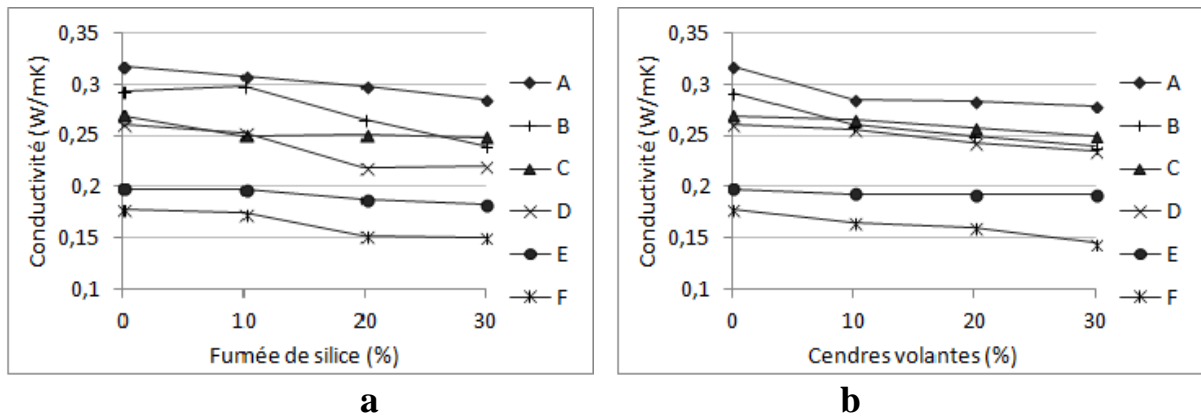 0,35
0,3
0,25
0,2
0,15
0,1
Conductivité (W/mK)
0 10 20 30
Fumée de silice (%)
A
B
C
D
E
F
a
0,35
0,3
0,25
0,2
0,15
0,1
Conductivité (W/mK)
0 10 20 30
Cendres volantes (%)
A
B
C
D
E
F
b